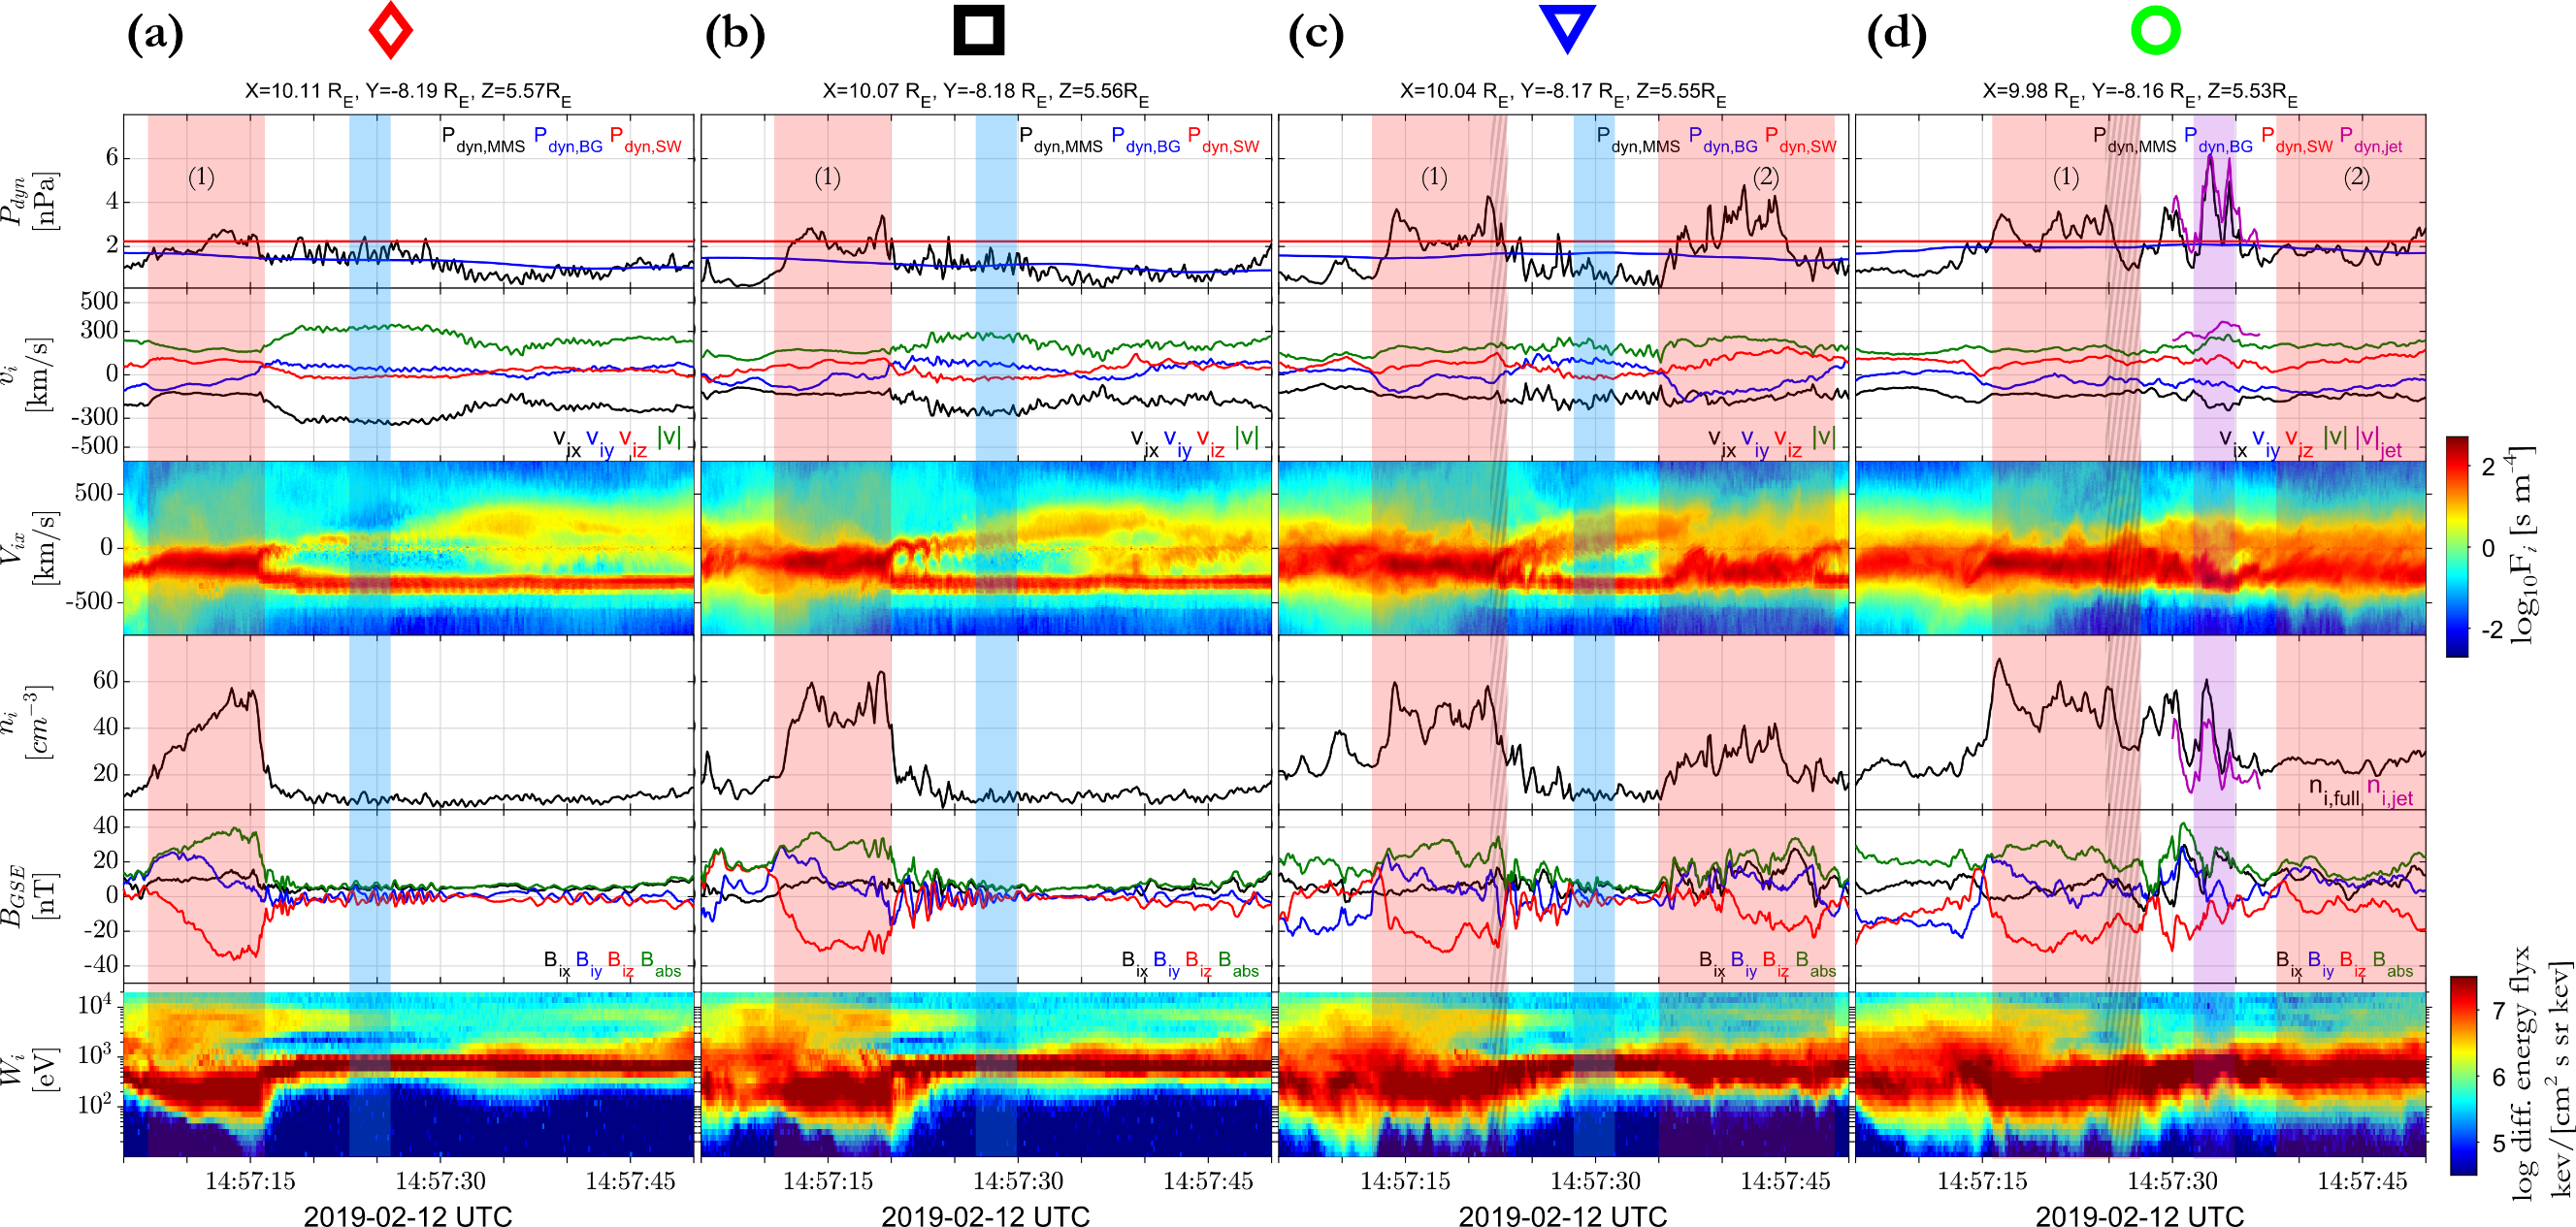 (a) (b) (c) (d)
X=10.11 R_E, Y=-8.19 R_E, Z=5.57R_E
X=10.07 R_E, Y=-8.18 R_E, Z=5.56R_E
X=10.04 R_E, Y=-8.17 R_E, Z=5.55R_E
X=9.98 R_E, Y=-8.16 R_E, Z=5.53R_E
P_dyn [nPa]
6
4
2
P_dyn,MMS P_dyn,BG P_dyn,SW
(1)
P_dyn,MMS P_dyn,BG P_dyn,SW
(1)
P_dyn,MMS P_dyn,BG P_dyn,SW
(1) (2)
P_dyn,MMS P_dyn,BG P_dyn,SW P_dyn,jet
(1) (2)
v_i [km/s]
500
300
0
-300
-500
v_ix v_iy v_iz |v|
v_ix v_iy v_iz |v|
v_ix v_iy v_iz |v|
v_ix v_iy v_iz |v| |v|_jet
V_ix [km/s]
500
0
-500
2
0
-2
log_10F_i [s m^-4]
n_i [cm^-3]
60
40
20
n_i,full n_i,jet
B_GSE [nT]
40
20
0
-20
-40
B_ix B_iy B_iz B_abs
B_ix B_iy B_iz B_abs
B_ix B_iy B_iz B_abs
B_ix B_iy B_iz B_abs
W_i [eV]
10^4
10^3
10^2
7
6
5
log diff. energy flyx
kev/[cm^2 s sr kev]
14:57:15 14:57:30 14:57:45
2019-02-12 UTC
14:57:15 14:57:30 14:57:45
2019-02-12 UTC
14:57:15 14:57:30 14:57:45
2019-02-12 UTC
14:57:15 14:57:30 14:57:45
2019-02-12 UTC